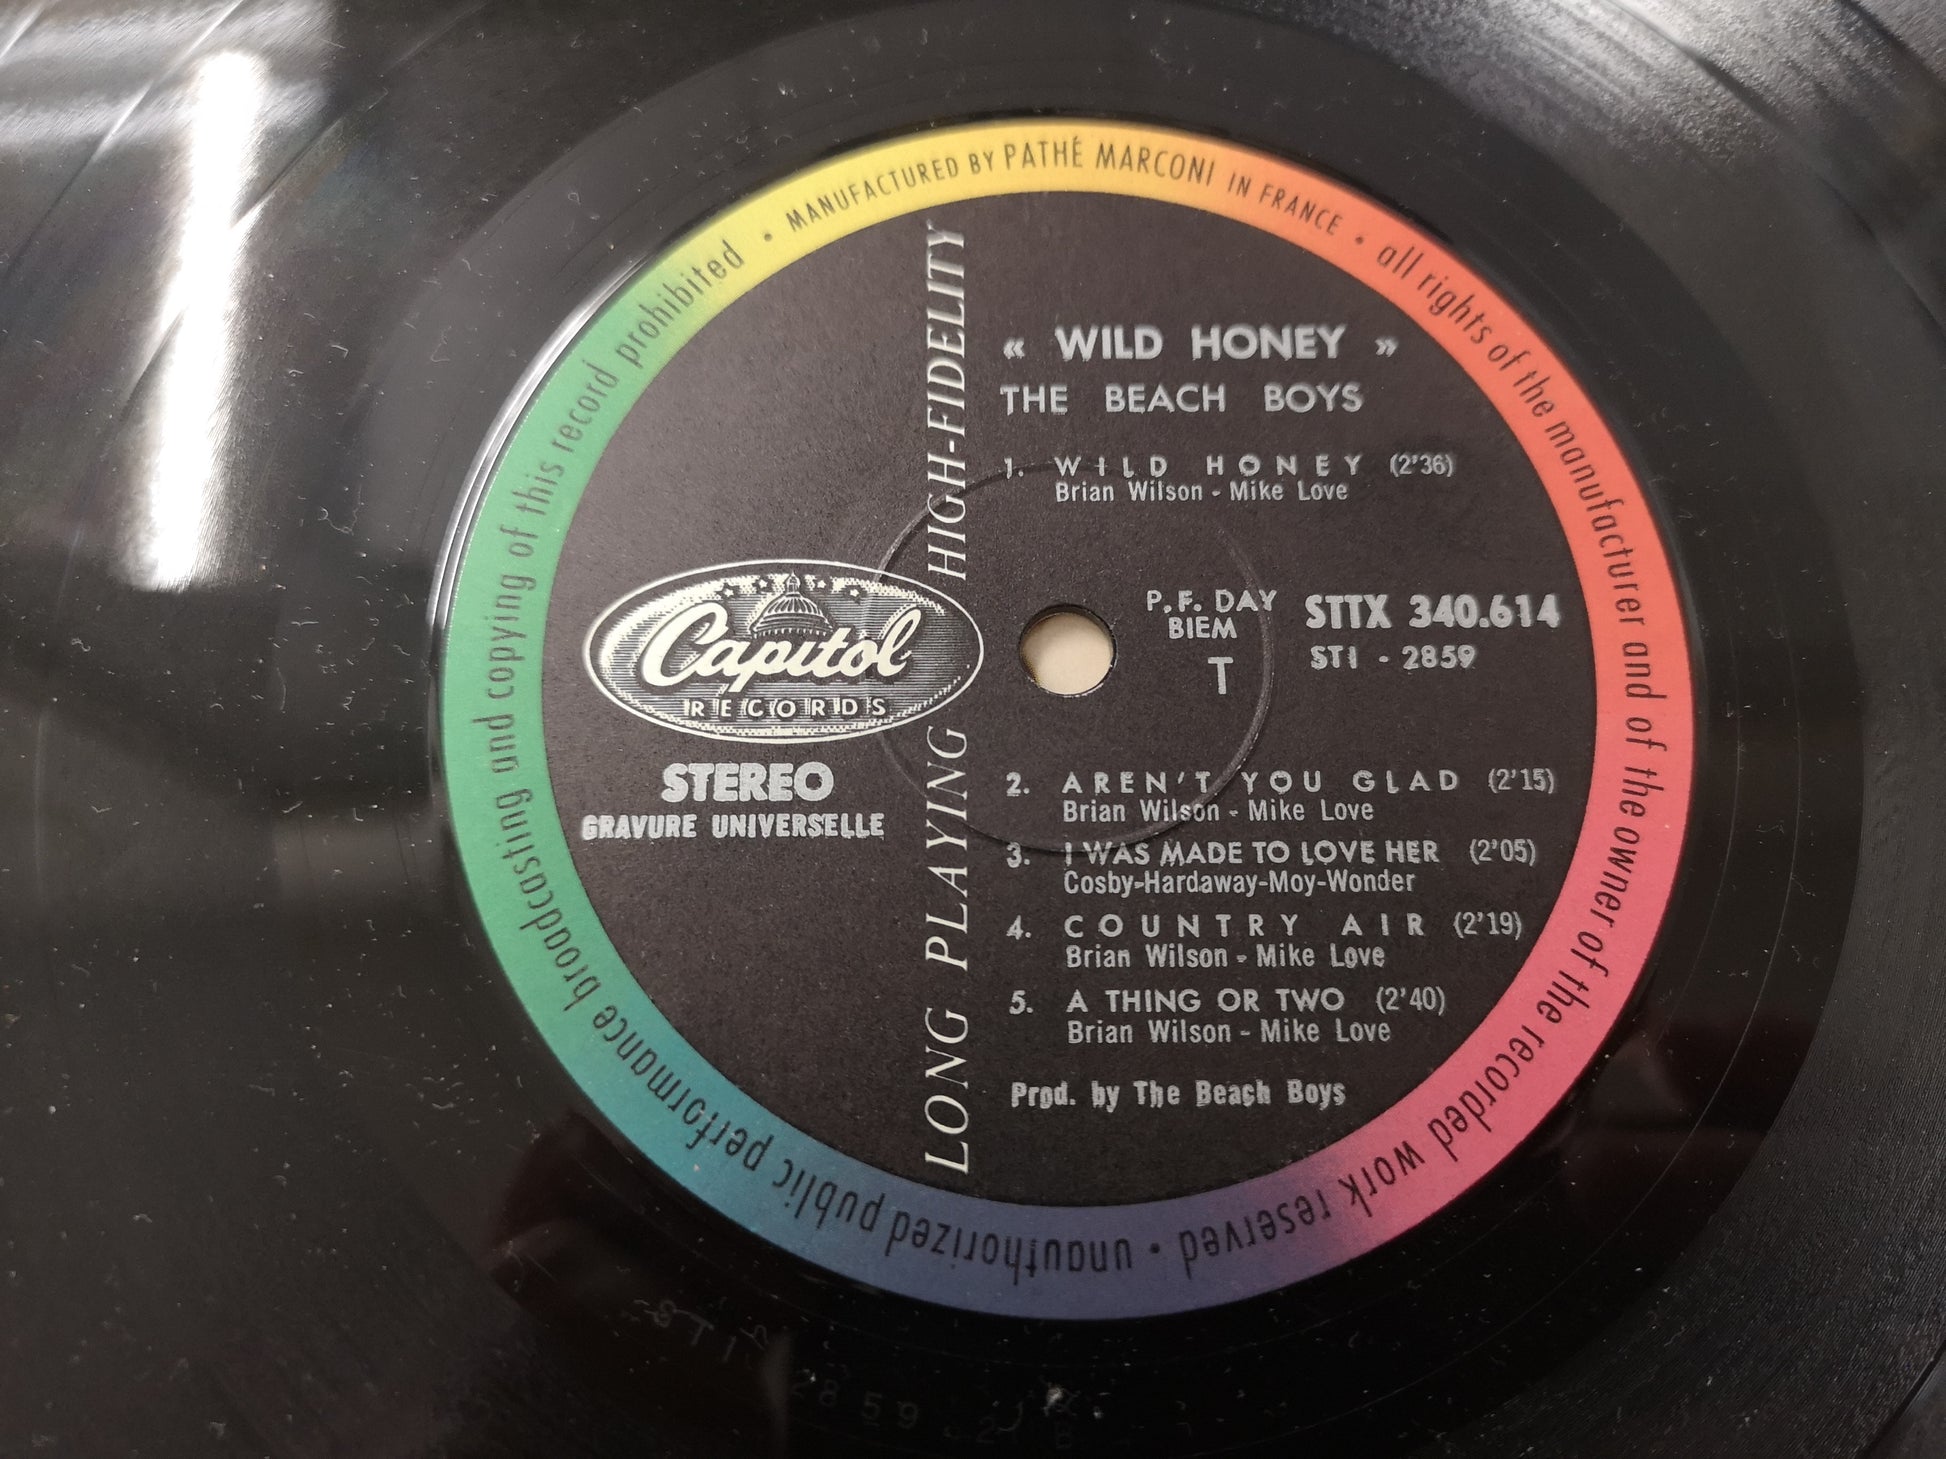 MANUFACTURED BY PATHÉ MARCONI IN FRANCE • all rights of the manufacturer and of the owner of the recorded work reserved • unauthorized public performance broadcasting and copying of this record prohibited •
« WILD HONEY »
THE BEACH BOYS
1. WILD HONEY (2'36)
Brian Wilson - Mike Love
P.F. DAY
BIEM
T
STTX 340.614
ST1 - 2859
Capitol
RECORDS
STEREO
GRAVURE UNIVERSELLE
LONG PLAYING HIGH-FIDELITY
2. AREN'T YOU GLAD (2'15)
Brian Wilson - Mike Love
3. I WAS MADE TO LOVE HER (2'05)
Cosby-Hardaway-Moy-Wonder
4. COUNTRY AIR (2'19)
Brian Wilson - Mike Love
5. A THING OR TWO (2'40)
Brian Wilson - Mike Love
Prod. by The Beach Boys
2859